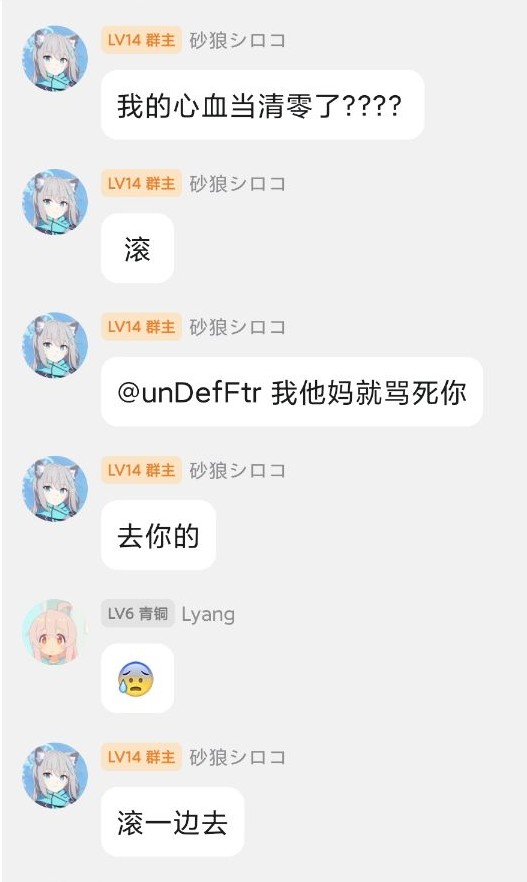 LV14 群主 砂狼シロコ
我的心血当清零了????
LV14 群主 砂狼シロコ
滚
LV14 群主 砂狼シロコ
@unDefFtr 我他妈就骂死你
LV14 群主 砂狼シロコ
去你的
LV6 青铜 Lyang
😰
LV14 群主 砂狼シロコ
滚一边去